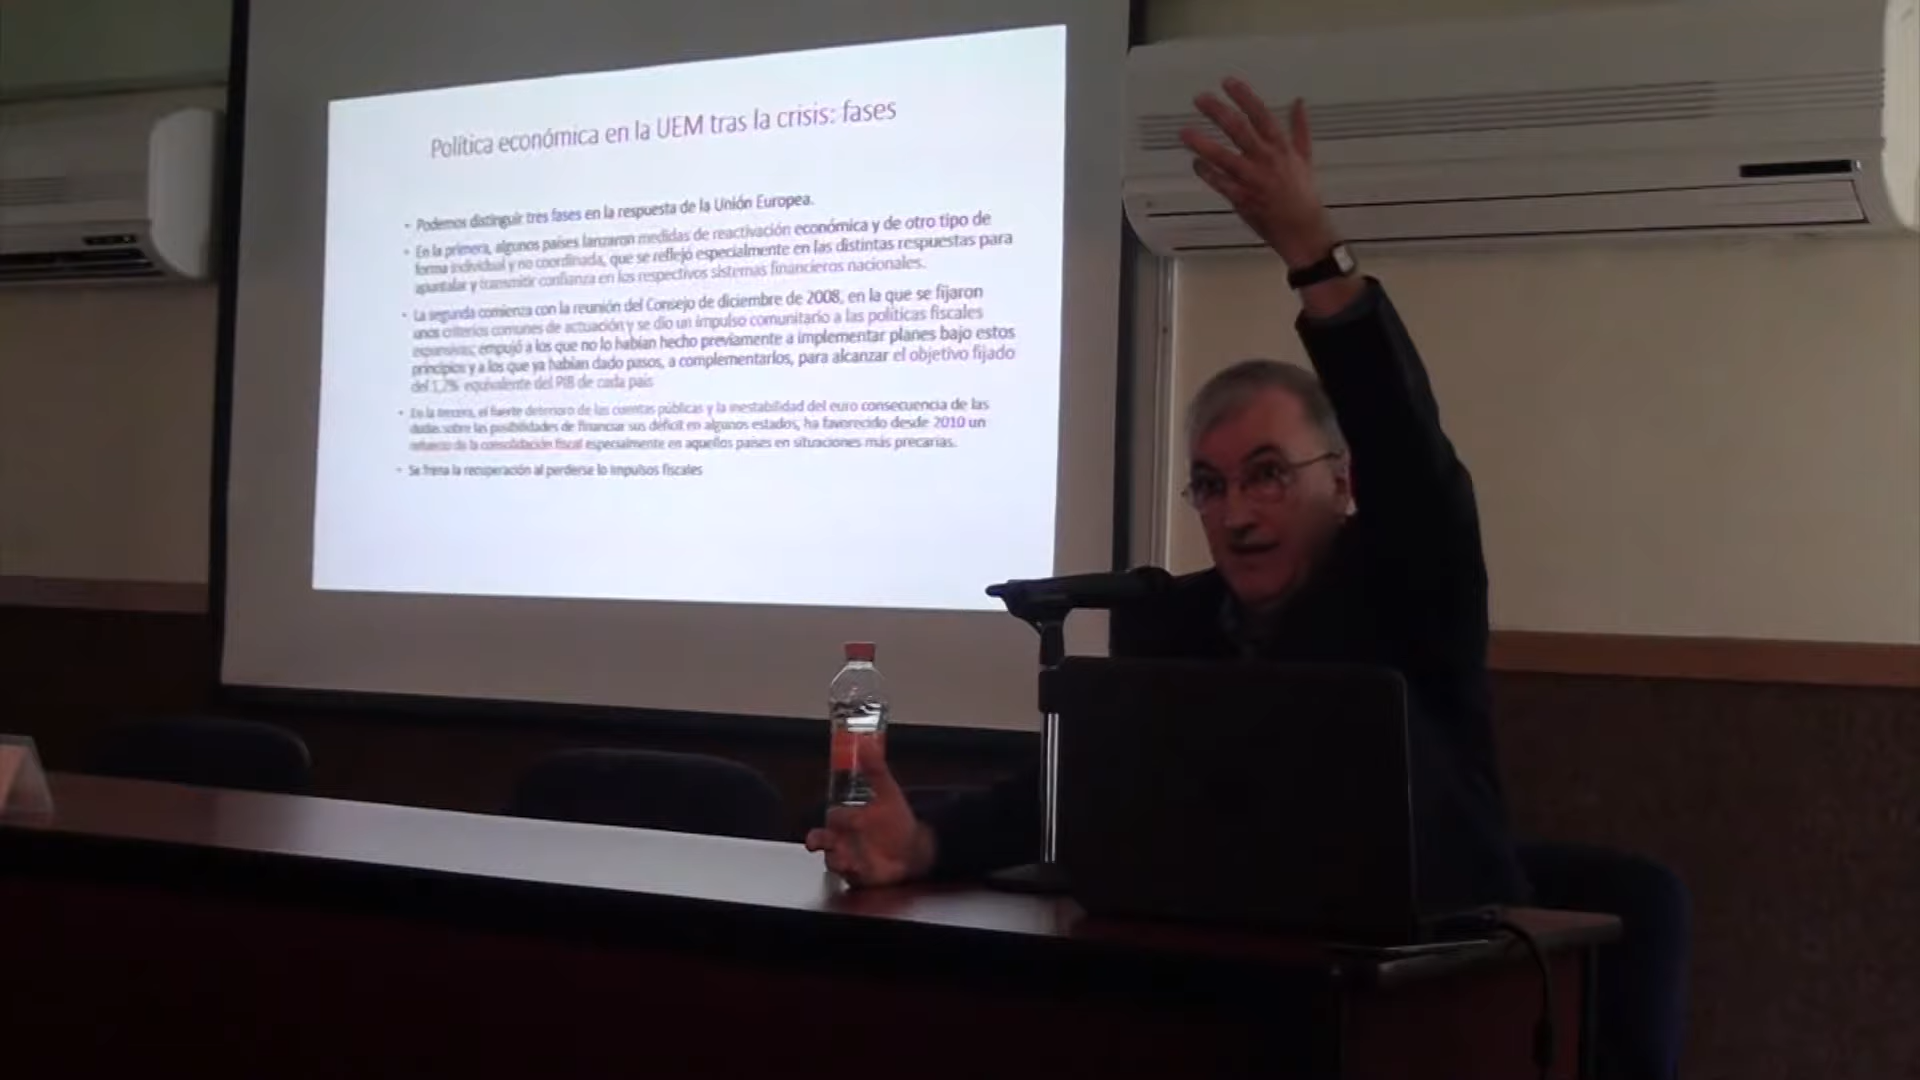 Política económica en la UEM tras la crisis: fases
• Podemos distinguir tres fases en la respuesta de la Unión Europea.
• En la primera, algunos países lanzaron medidas de reactivación económica y de otro tipo de
forma individual y no coordinada, que se reflejó especialmente en las distintas respuestas para
apuntalar y transmitir confianza en los respectivos sistemas financieros nacionales.
• La segunda comienza con la reunión del Consejo de diciembre de 2008, en la que se fijaron
unos criterios comunes de actuación y se dio un impulso comunitario a las políticas fiscales
expansivas; empujó a los que no lo habían hecho previamente a implementar planes bajo estos
principios y a los que ya habían dado pasos, a complementarlos, para alcanzar el objetivo fijado
del 1,2% equivalente del PIB de cada país
• En la tercera, el fuerte deterioro de las cuentas públicas y la inestabilidad del euro consecuencia de las
dudas sobre las posibilidades de financiar sus déficit en algunos estados, ha favorecido desde 2010 un
refuerzo de la consolidación fiscal especialmente en aquellos países en situaciones más precarias.
• Se frena la recuperación al perderse lo impulsos fiscales